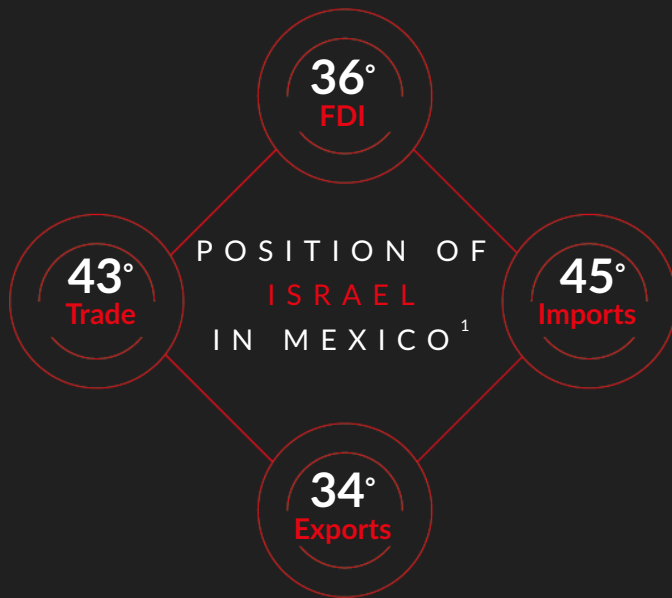 36°
FDI
POSITION OF
ISRAEL
IN MEXICO¹
43°
Trade
45°
Imports
34°
Exports